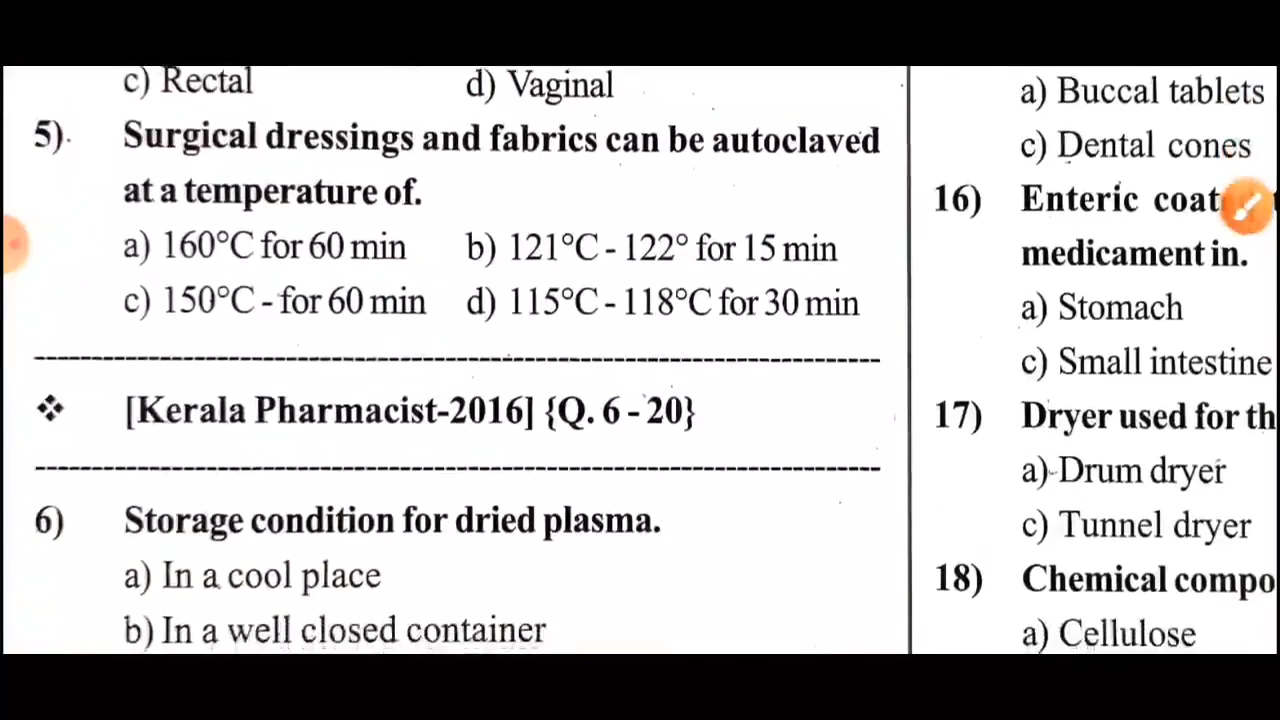 c) Rectal d) Vaginal
5). Surgical dressings and fabrics can be autoclaved
at a temperature of.
a) 160°C for 60 min b) 121°C - 122° for 15 min
c) 150°C - for 60 min d) 115°C - 118°C for 30 min
❖ [Kerala Pharmacist-2016] {Q. 6 - 20}
6) Storage condition for dried plasma.
a) In a cool place
b) In a well closed container
a) Buccal tablets
c) Dental cones
16) Enteric coat
medicament in.
a) Stomach
c) Small intestine
17) Dryer used for th
a) Drum dryer
c) Tunnel dryer
18) Chemical compo
a) Cellulose